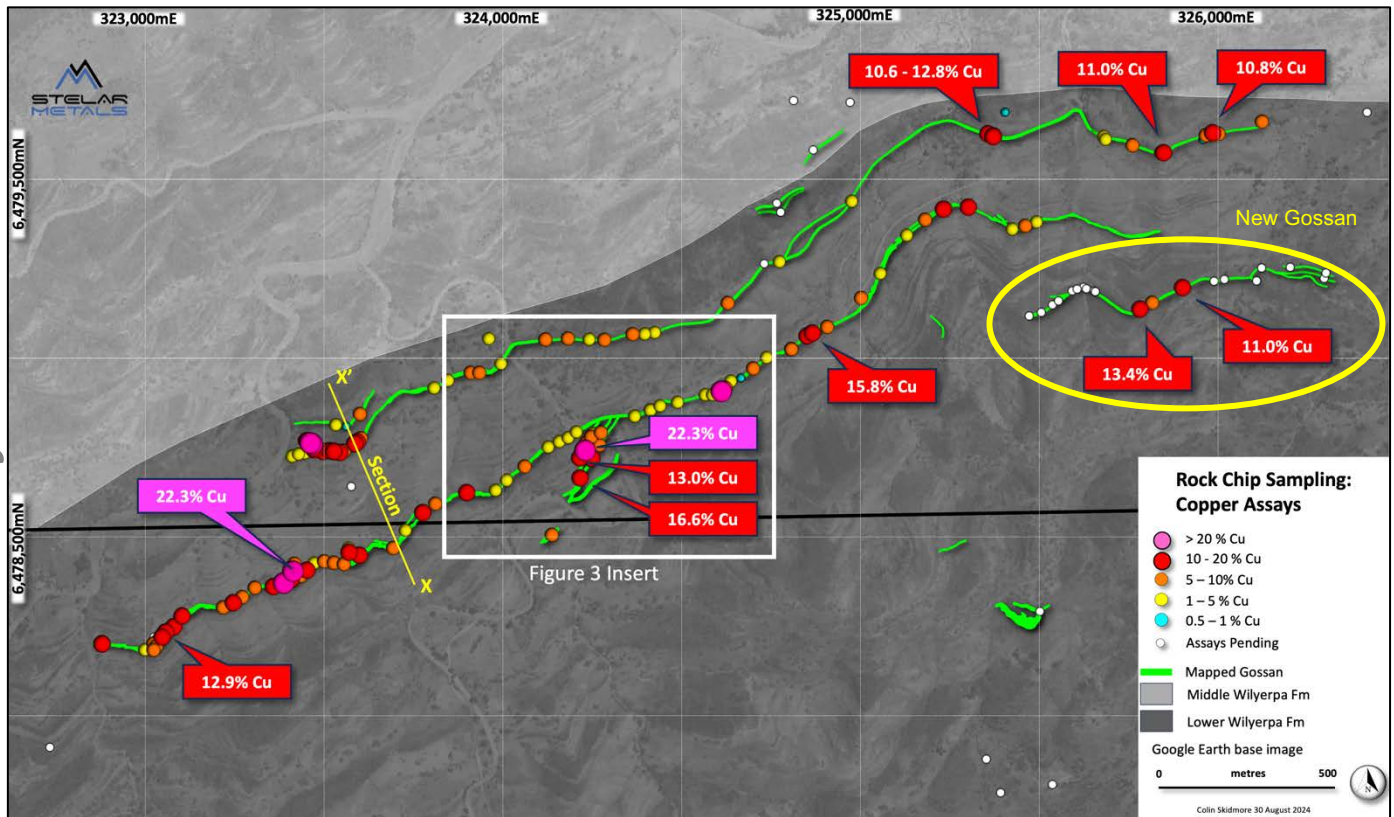 323,000mE
324,000mE
325,000mE
326,000mE
STELAR
METALS
10.6 - 12.8% Cu
11.0% Cu
10.8% Cu
6,479,500mN
New Gossan
X'
Section
X
15.8% Cu
13.4% Cu
11.0% Cu
22.3% Cu
13.0% Cu
16.6% Cu
22.3% Cu
6,478,500mN
Figure 3 Insert
12.9% Cu
Rock Chip Sampling:
Copper Assays
> 20 % Cu
10 - 20% Cu
5 – 10% Cu
1 – 5 % Cu
0.5 – 1 % Cu
Assays Pending
Mapped Gossan
Middle Wilyerpa Fm
Lower Wilyerpa Fm
Google Earth base image
0 metres 500
N
Colin Skidmore 30 August 2024